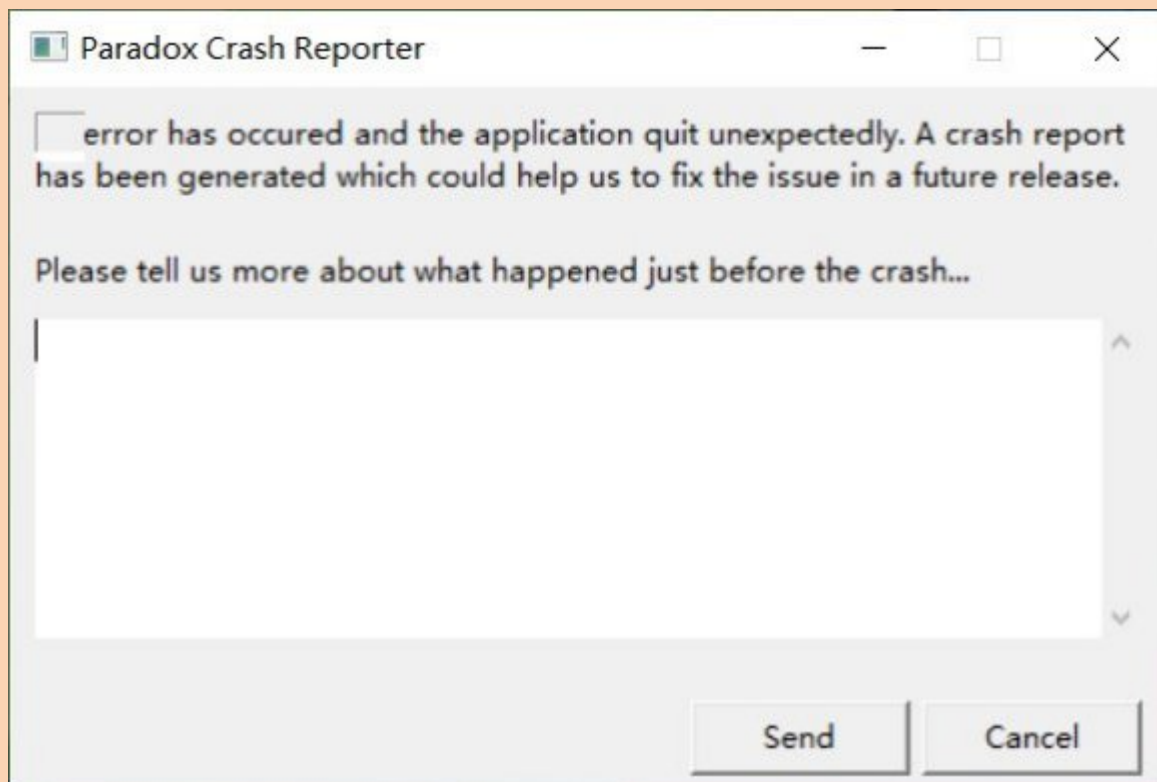 Paradox Crash Reporter
error has occured and the application quit unexpectedly. A crash report
has been generated which could help us to fix the issue in a future release.
Please tell us more about what happened just before the crash...
Send
Cancel